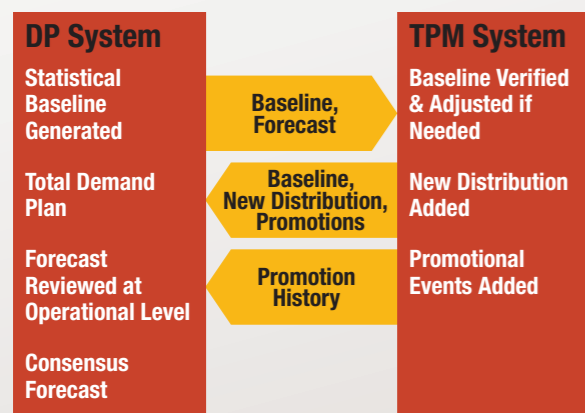 DP System
Statistical
Baseline
Generated
Total Demand
Plan
Forecast
Reviewed at
Operational Level
Consensus
Forecast
Baseline,
Forecast
Baseline,
New Distribution,
Promotions
Promotion
History
TPM System
Baseline Verified
& Adjusted if
Needed
New Distribution
Added
Promotional
Events Added